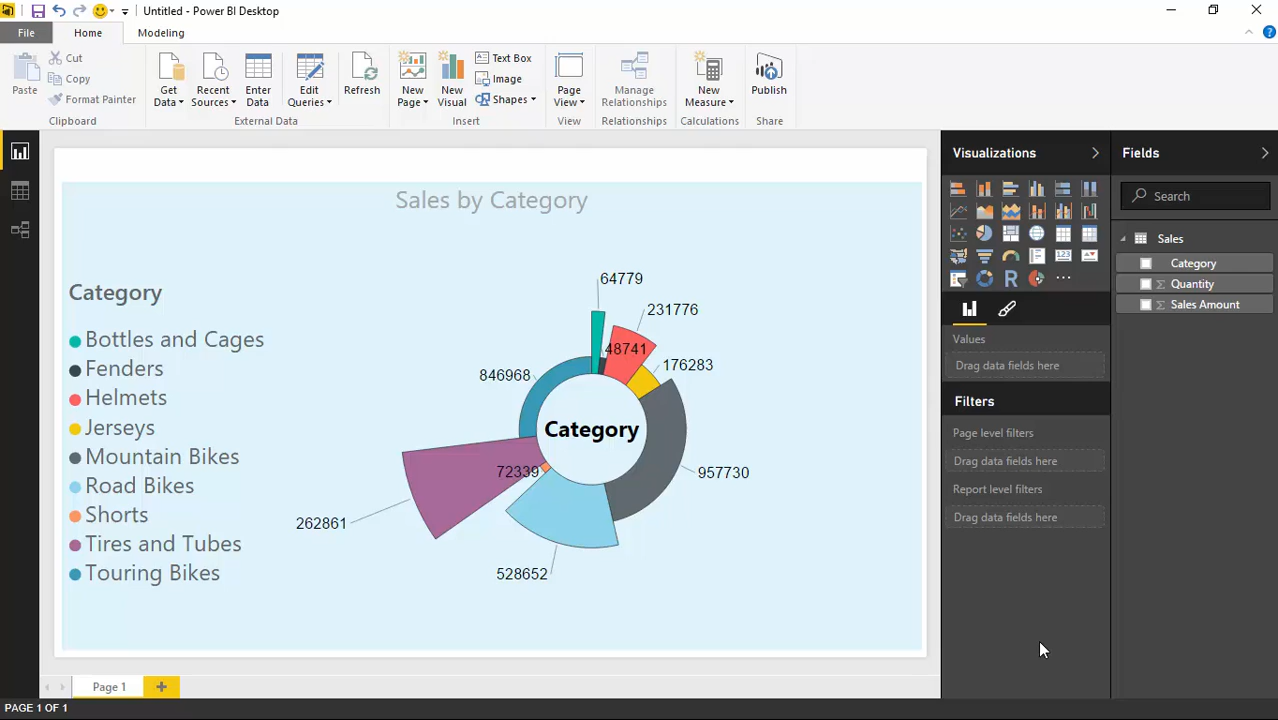 Untitled - Power BI Desktop
File
Home
Modeling
Paste
Cut
Copy
Format Painter
Clipboard
Get
Data
Recent
Sources
Enter
Data
Edit
Queries
Refresh
External Data
New
Page
New
Visual
Text Box
Image
Shapes
Insert
Page
View
View
Manage
Relationships
Relationships
New
Measure
Calculations
Publish
Share
Sales by Category
Category
Bottles and Cages
Fenders
Helmets
Jerseys
Mountain Bikes
Road Bikes
Shorts
Tires and Tubes
Touring Bikes
64779
231776
48741
176283
846968
Category
957730
72339
262861
528652
Visualizations
R
Values
Drag data fields here
Filters
Page level filters
Drag data fields here
Report level filters
Drag data fields here
Fields
Search
Sales
Category
Σ Quantity
Σ Sales Amount
Page 1
PAGE 1 OF 1